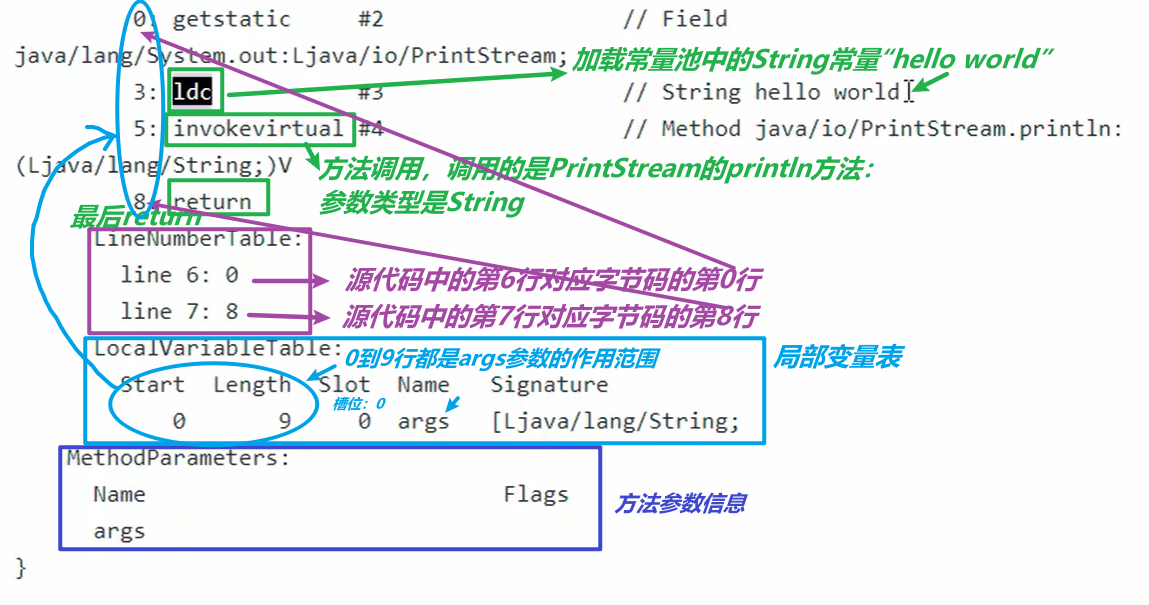 0: getstatic #2 // Field
java/lang/System.out:Ljava/io/PrintStream;
加载常量池中的String常量“hello world”
3: ldc #3 // String hello world
5: invokevirtual #4 // Method java/io/PrintStream.println:
(Ljava/lang/String;)V
方法调用，调用的是PrintStream的println方法：
参数类型是String
8: return
最后return
LineNumberTable:
line 6: 0
源代码中的第6行对应字节码的第0行
line 7: 8
源代码中的第7行对应字节码的第8行
LocalVariableTable:
0到9行都是args参数的作用范围
局部变量表
Start Length Slot Name Signature
槽位：0
0 9 0 args [Ljava/lang/String;
MethodParameters:
Name Flags
方法参数信息
args
}